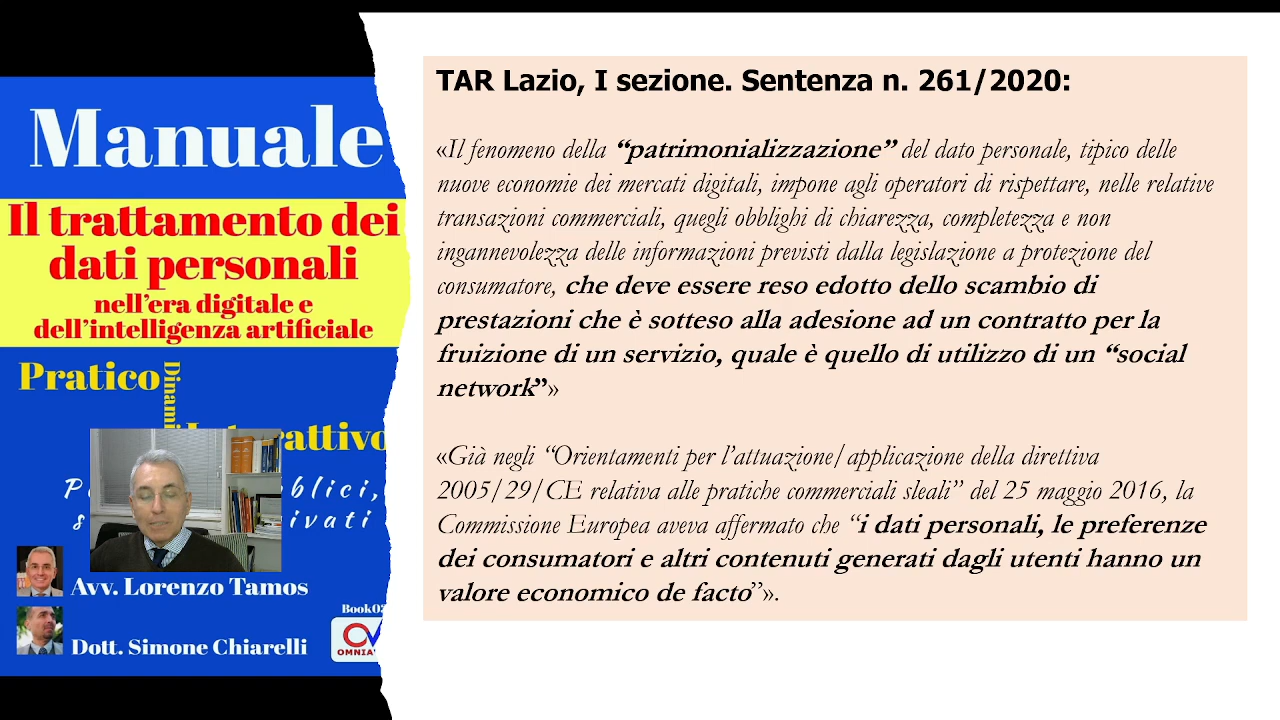 Manuale
Il trattamento dei
dati personali
nell'era digitale e
dell'intelligenza artificiale
Pratico
Avv. Lorenzo Tamos
Dott. Simone Chiarelli
TAR Lazio, I sezione. Sentenza n. 261/2020:
«Il fenomeno della “patrimonializzazione” del dato personale, tipico delle
nuove economie dei mercati digitali, impone agli operatori di rispettare, nelle relative
transazioni commerciali, quegli obblighi di chiarezza, completezza e non
ingannevolezza delle informazioni previsti dalla legislazione a protezione del
consumatore, che deve essere reso edotto dello scambio di
prestazioni che è sotteso alla adesione ad un contratto per la
fruizione di un servizio, quale è quello di utilizzo di un “social
network”»
«Già negli “Orientamenti per l’attuazione/applicazione della direttiva
2005/29/CE relativa alle pratiche commerciali sleali” del 25 maggio 2016, la
Commissione Europea aveva affermato che “i dati personali, le preferenze
dei consumatori e altri contenuti generati dagli utenti hanno un
valore economico de facto”».